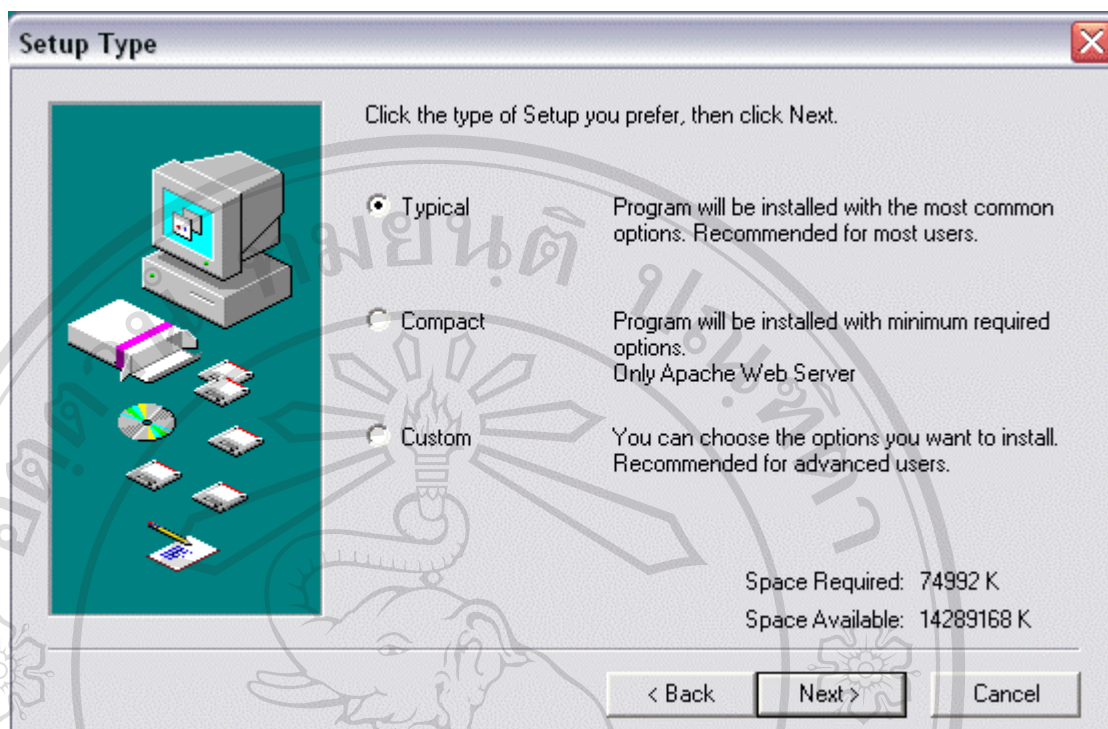 Setup Type
Click the type of Setup you prefer, then click Next.
Typical
Program will be installed with the most common
options. Recommended for most users.
Compact
Program will be installed with minimum required
options.
Only Apache Web Server
Custom
You can choose the options you want to install.
Recommended for advanced users.
Space Required: 74992 K
Space Available: 14289168 K
< Back
Next >
Cancel